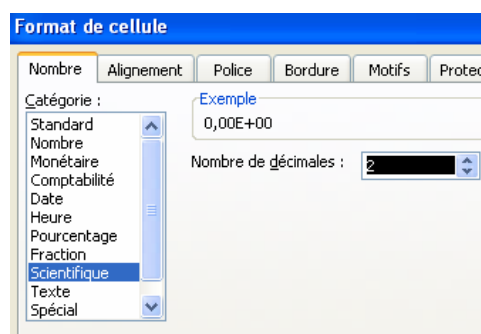 Format de cellule
Nombre Alignement Police Bordure Motifs Protec
Catégorie :
Standard
Nombre
Monétaire
Comptabilité
Date
Heure
Pourcentage
Fraction
Scientifique
Texte
Spécial
Exemple
0,00E+00
Nombre de décimales : 2